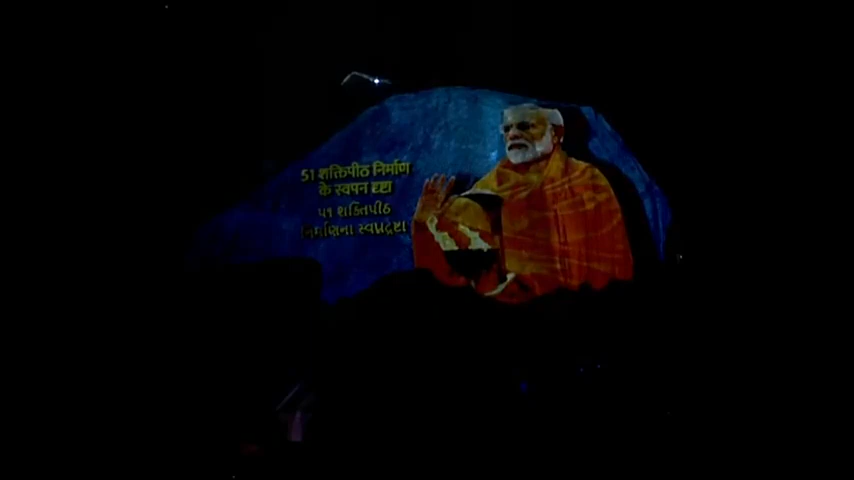 51 शक्तिपीठ निर्माण
के स्वपन द्रष्टा
૫૧ શક્તિપીઠ
નિર્માણના સ્વપ્નદ્રષ્ટા